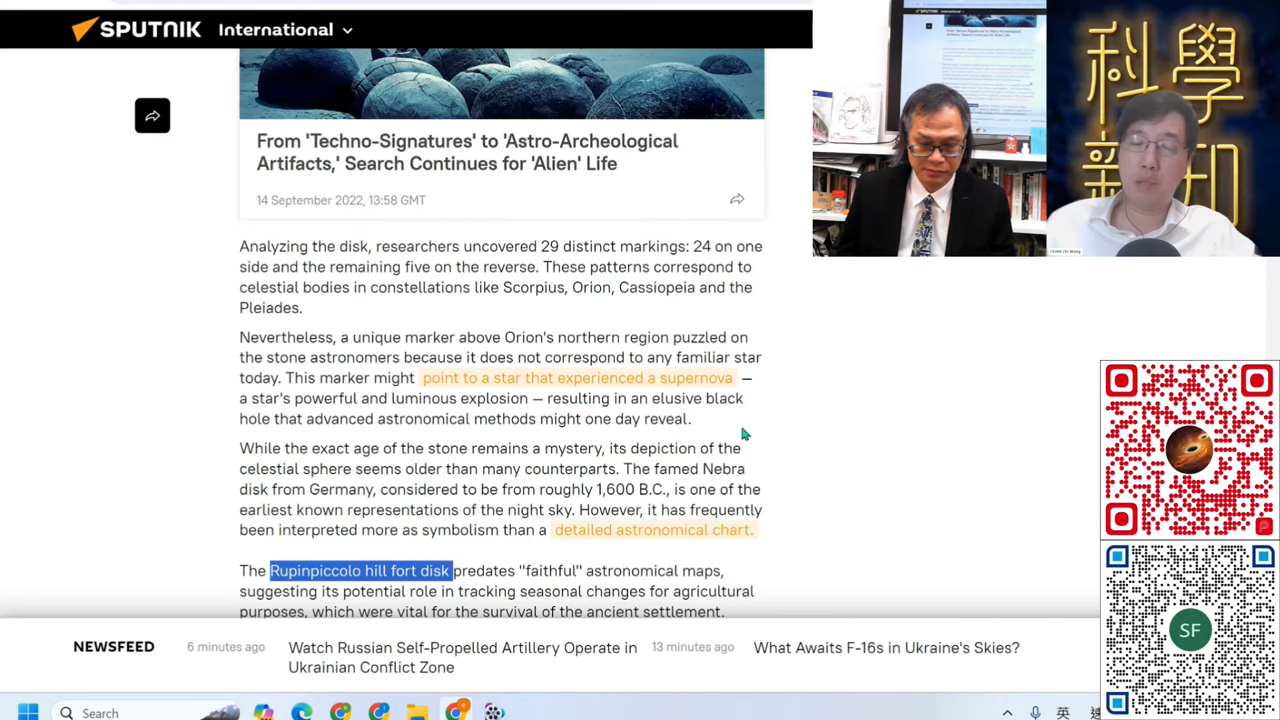 SPUTNIK International
From 'Techno-Signatures' to 'Astro-Archeological
Artifacts,' Search Continues for 'Alien' Life
14 September 2022, 13:58 GMT
Analyzing the disk, researchers uncovered 29 distinct markings: 24 on one
side and the remaining five on the reverse. These patterns correspond to
celestial bodies in constellations like Scorpius, Orion, Cassiopeia and the
Pleiades.
Nevertheless, a unique marker above Orion's northern region puzzled on
the stone astronomers because it does not correspond to any familiar star
today. This marker might point to a star that experienced a supernova —
a star's powerful and luminous explosion — resulting in an elusive black
hole that advanced astronomical methods might one day reveal.
While the exact age of the stone remains a mystery, its depiction of the
celestial sphere seems older than many counterparts. The famed Nebra
disk from Germany, considered to be from roughly 1,600 B.C., is one of the
earliest known representations of the night sky. However, it has frequently
been interpreted more as symbolic than a detailed astronomical chart.
The Rupinpiccolo hill fort disk predates "faithful" astronomical maps,
suggesting its potential role in tracking seasonal changes for agricultural
purposes, which were vital for the survival of the ancient settlement.
NEWSFEED
6 minutes ago
Watch Russian Self-Propelled Artillery Operate in
Ukrainian Conflict Zone
13 minutes ago
What Awaits F-16s in Ukraine's Skies?
Search
英
科學
新知
SF